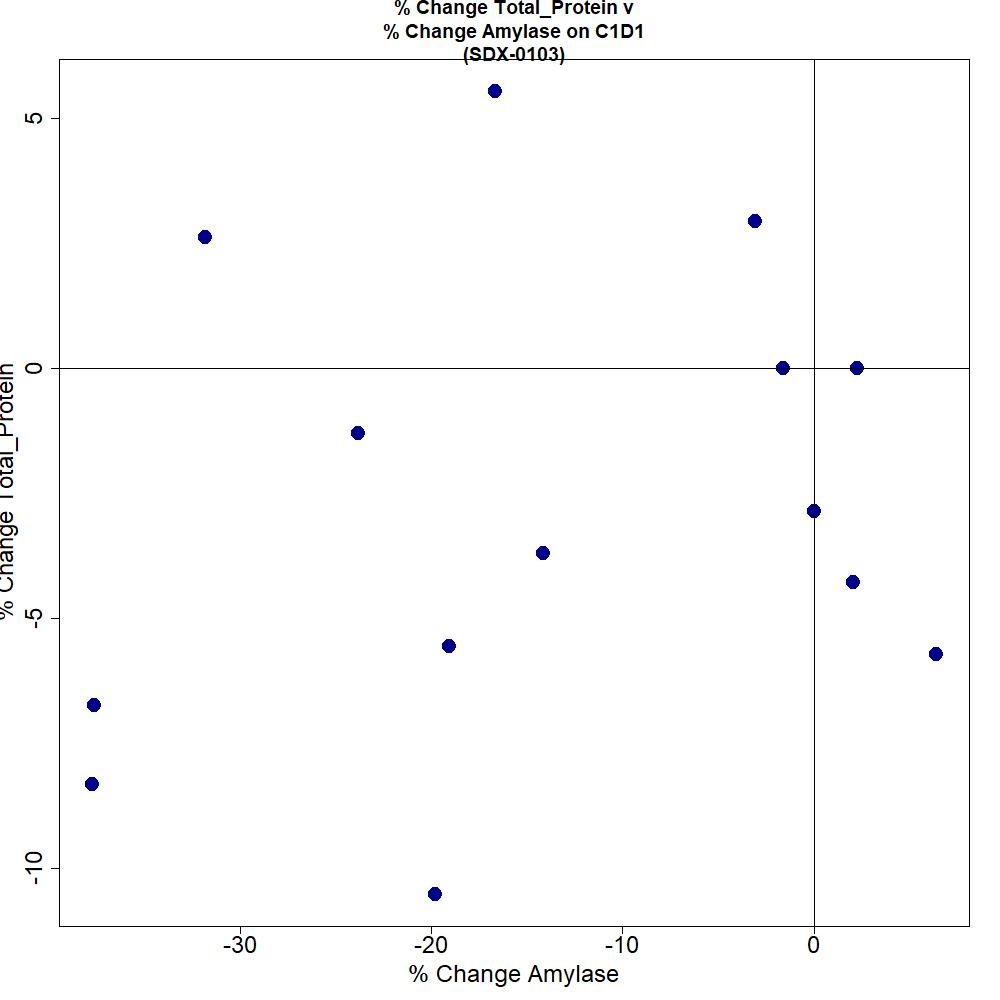 % Change Total_Protein v
% Change Amylase on C1D1
(SDX-0103)
5
0
-5
-10
% Change Total_Protein
-30
-20
-10
0
% Change Amylase